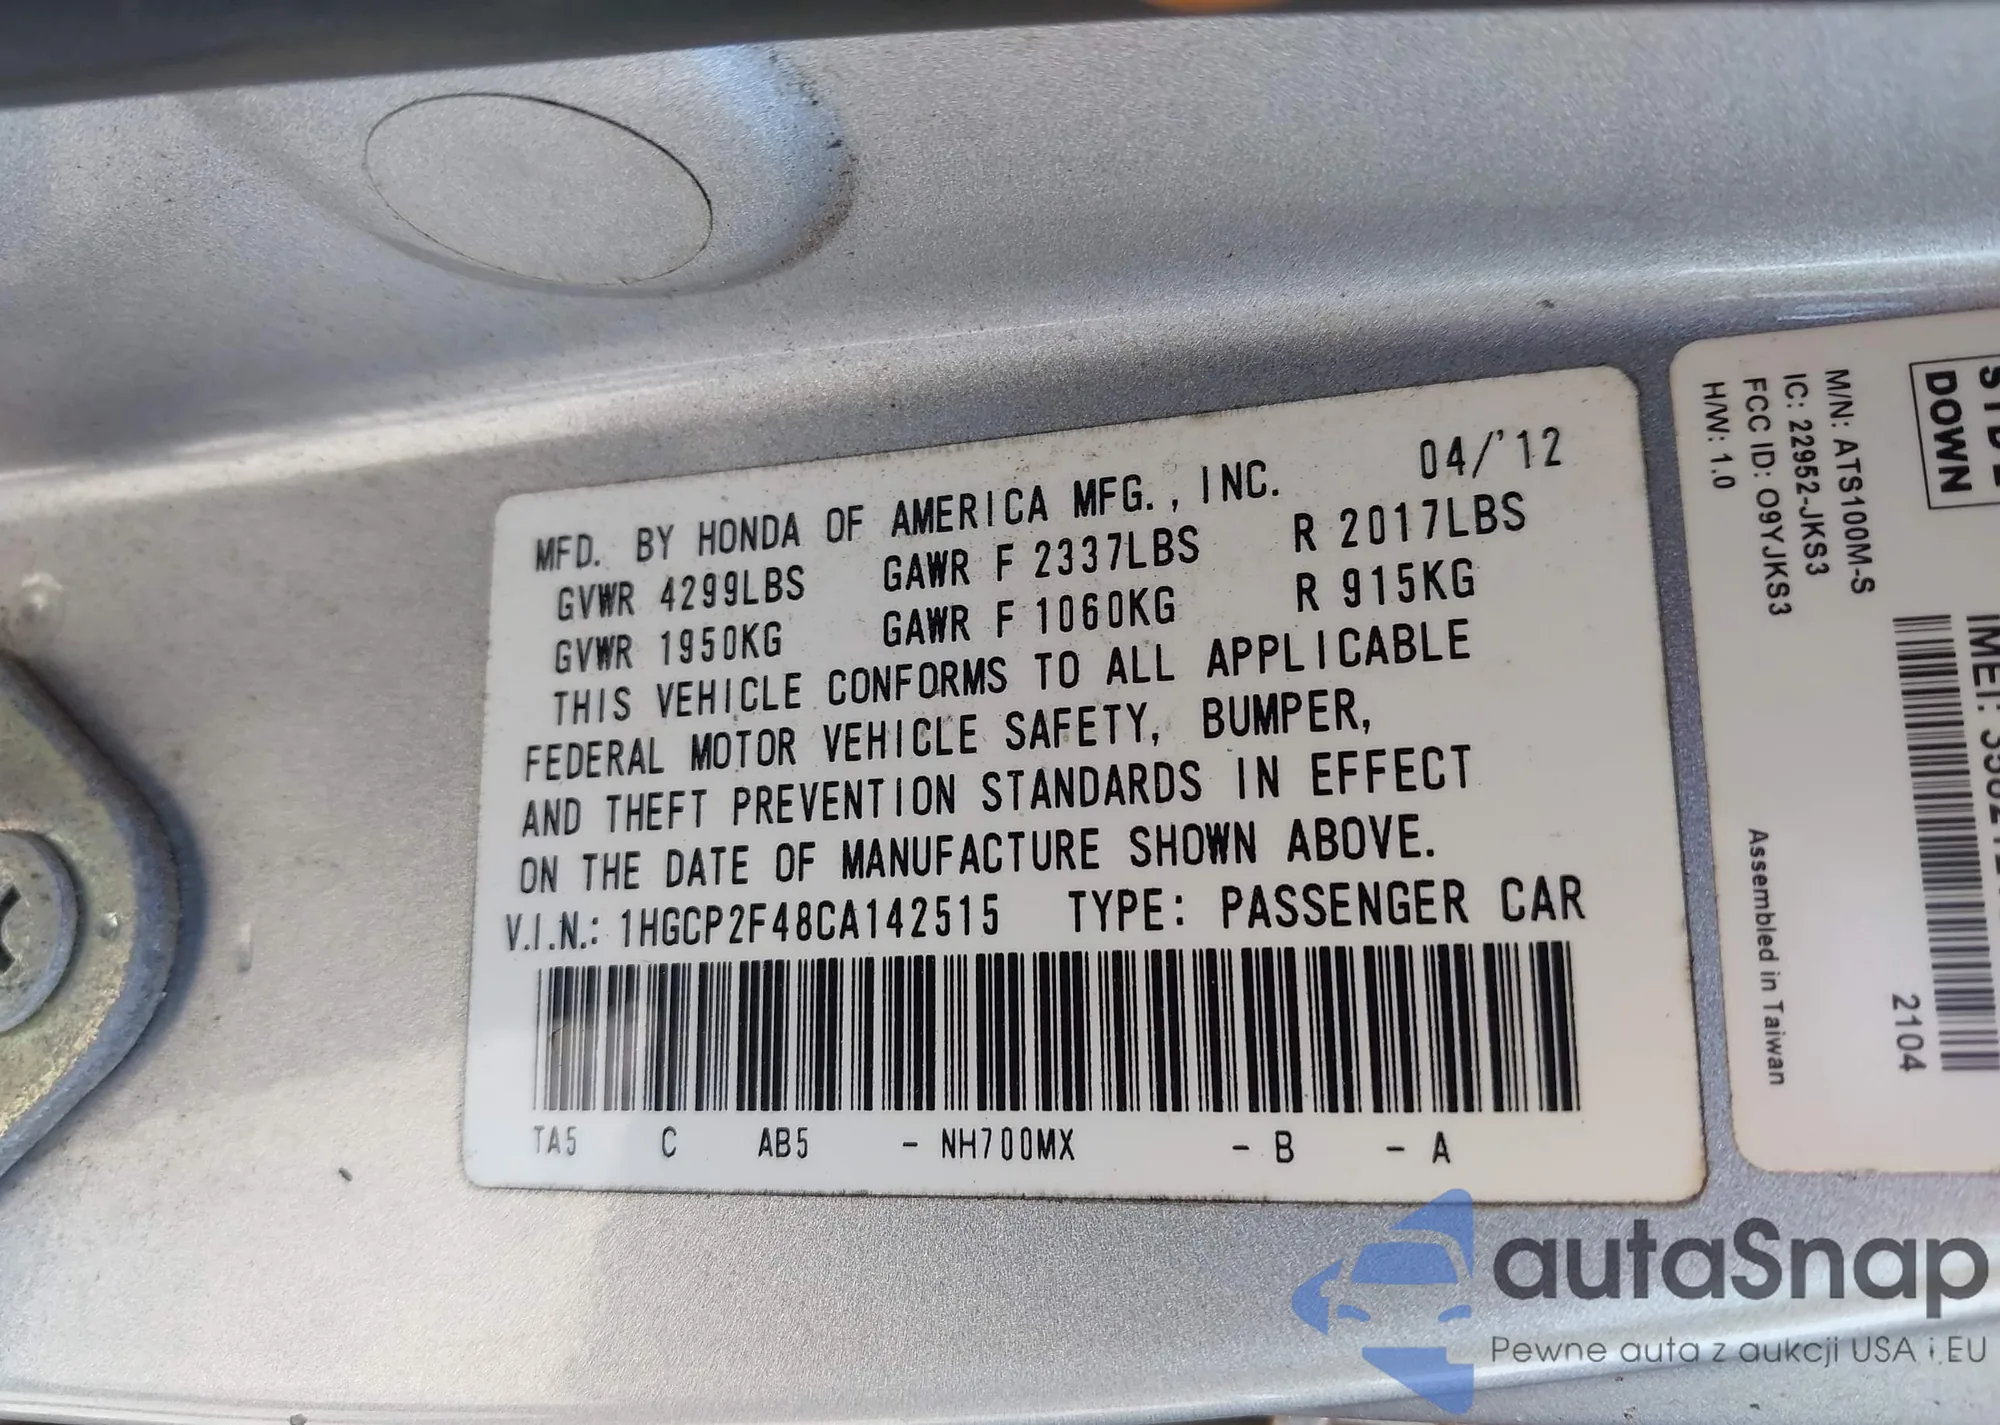 MFD. BY HONDA OF AMERICA MFG., INC. 04/'12
GVWR 4299LBS GAWR F 2337LBS R 2017LBS
GVWR 1950KG GAWR F 1060KG R 915KG
THIS VEHICLE CONFORMS TO ALL APPLICABLE
FEDERAL MOTOR VEHICLE SAFETY, BUMPER,
AND THEFT PREVENTION STANDARDS IN EFFECT
ON THE DATE OF MANUFACTURE SHOWN ABOVE.
V.I.N.: 1HGCP2F48CA142515 TYPE: PASSENGER CAR
TA5 C AB5 - NH700MX - B - A
DOWN
M/N: ATS100M-S
IC: 22952-JKS3
FCC ID: O9YJKS3
H/W: 1.0
IMEI:
2104
Assembled in Taiwan
autaSnap
Pewne auta z aukcji USA i EU